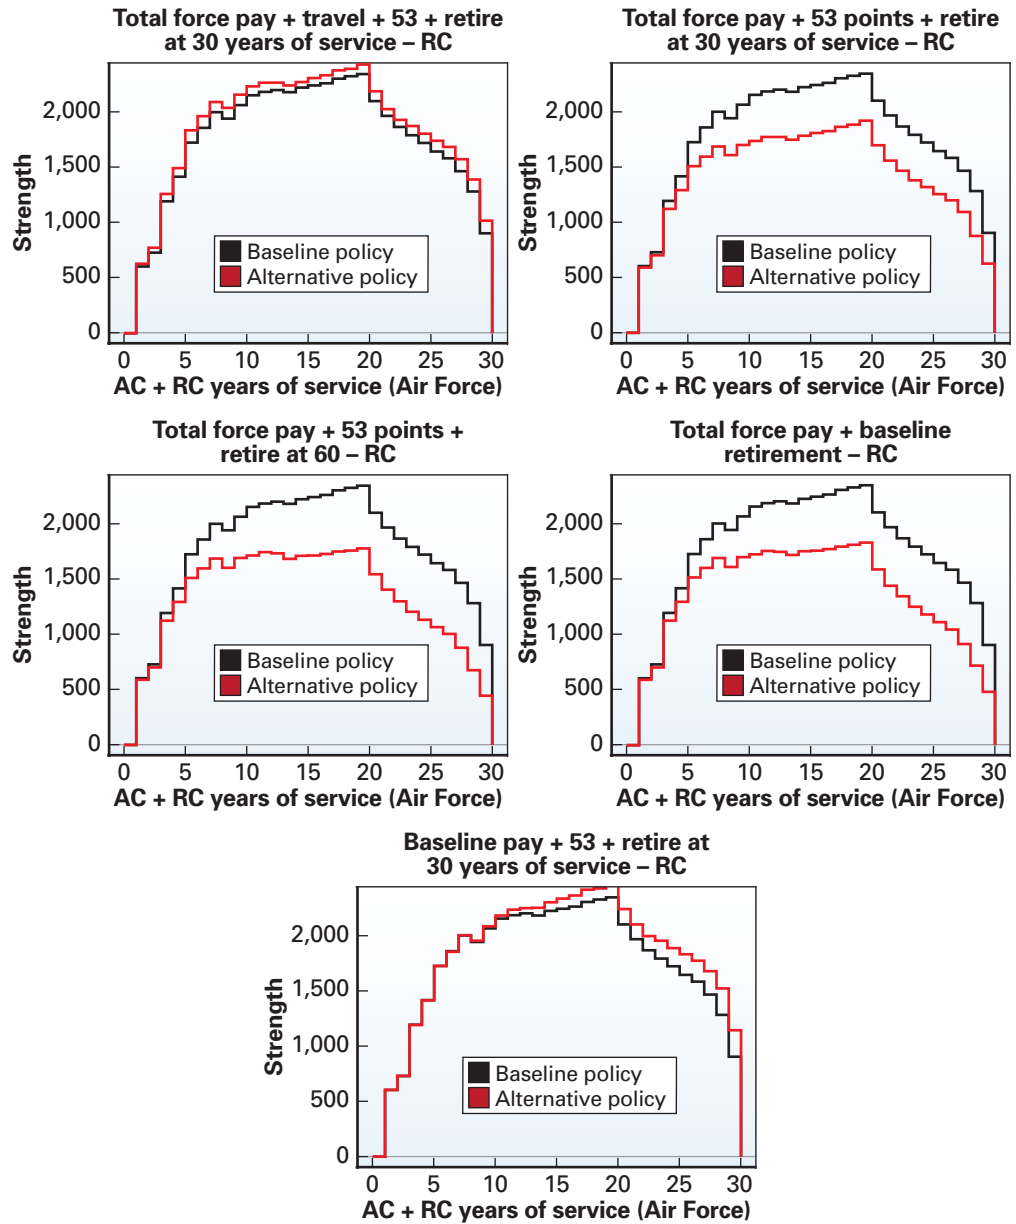 Total force pay + travel + 53 + retire
at 30 years of service – RC
Strength
2,000
1,500
1,000
500
0
Baseline policy
Alternative policy
0 5 10 15 20 25 30
AC + RC years of service (Air Force)
Total force pay + 53 points + retire
at 30 years of service – RC
Strength
2,000
1,500
1,000
500
0
Baseline policy
Alternative policy
0 5 10 15 20 25 30
AC + RC years of service (Air Force)
Total force pay + 53 points +
retire at 60 – RC
Strength
2,000
1,500
1,000
500
0
Baseline policy
Alternative policy
0 5 10 15 20 25 30
AC + RC years of service (Air Force)
Total force pay + baseline
retirement – RC
Strength
2,000
1,500
1,000
500
0
Baseline policy
Alternative policy
0 5 10 15 20 25 30
AC + RC years of service (Air Force)
Baseline pay + 53 + retire at
30 years of service – RC
Strength
2,000
1,500
1,000
500
0
Baseline policy
Alternative policy
0 5 10 15 20 25 30
AC + RC years of service (Air Force)